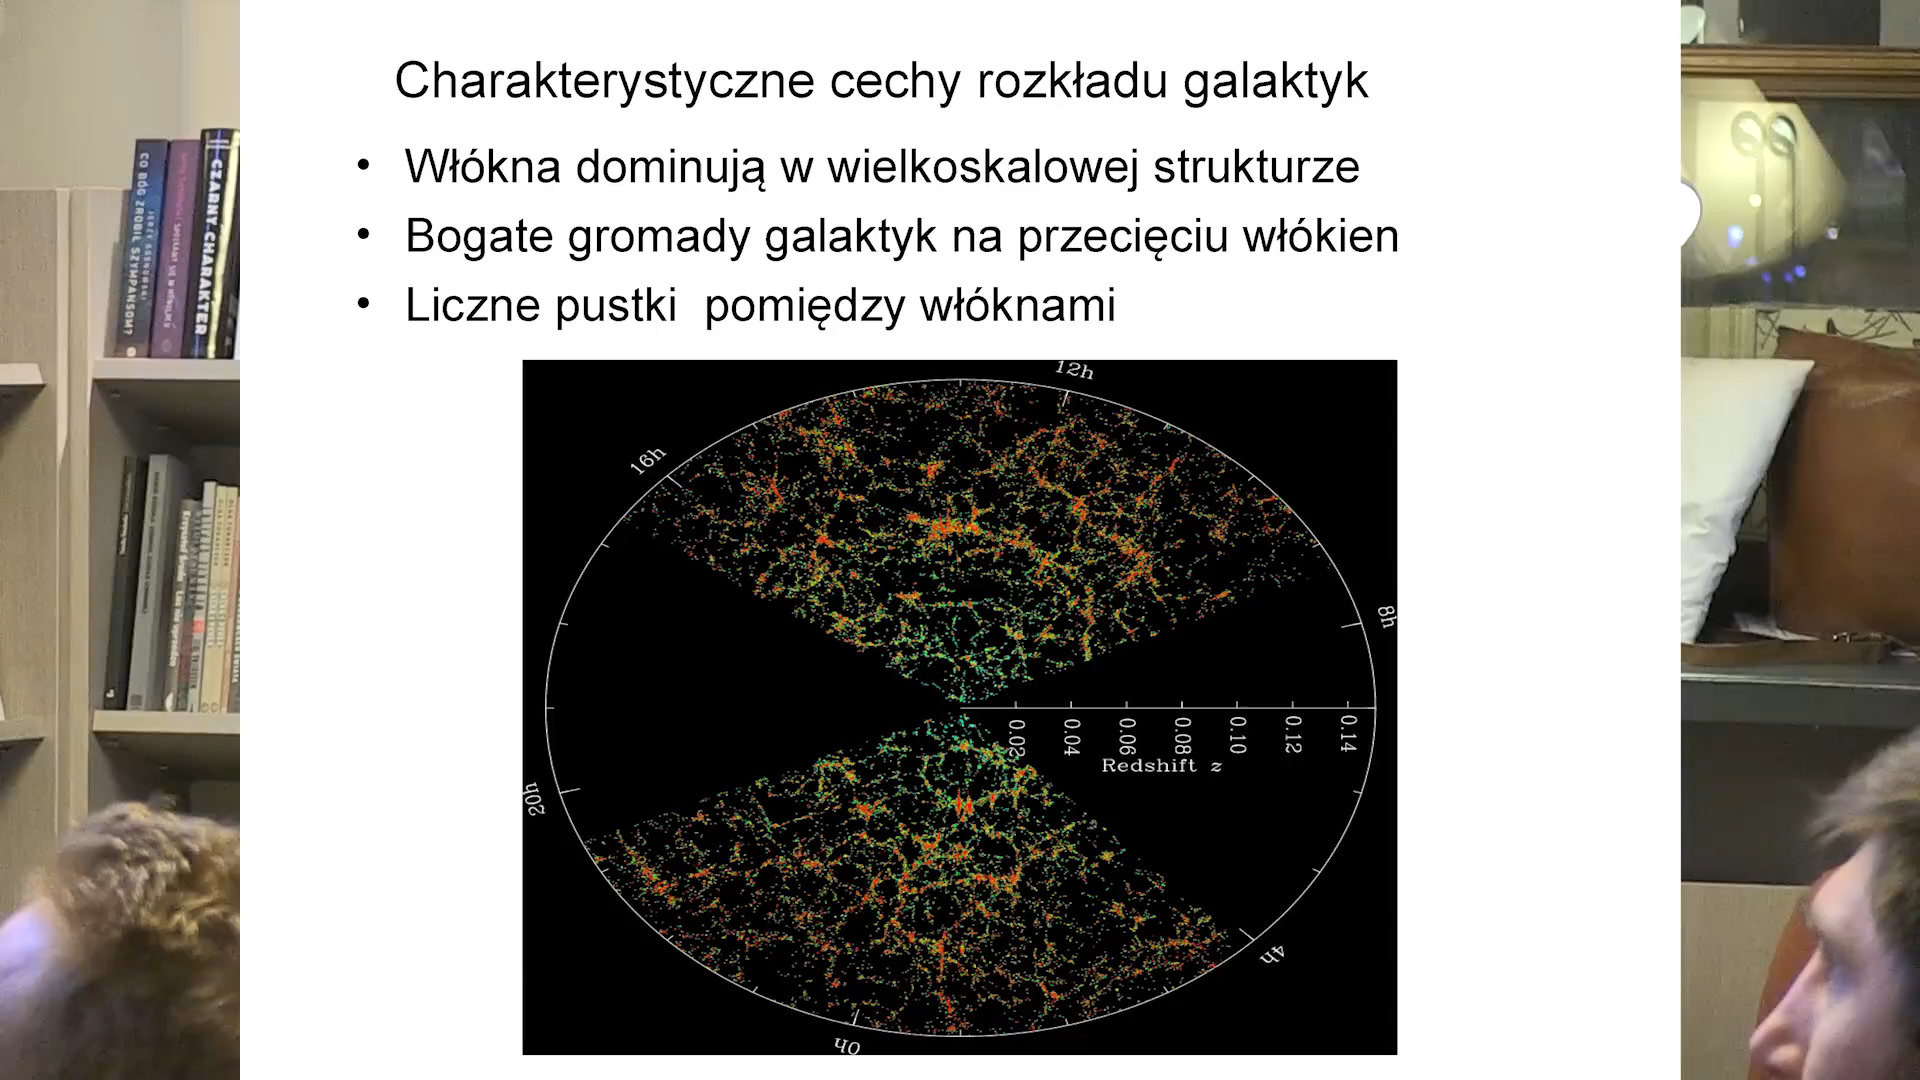 Charakterystyczne cechy rozkładu galaktyk
• Włókna dominują w wielkoskalowej strukturze
• Bogate gromady galaktyk na przecięciu włókien
• Liczne pustki pomiędzy włóknami
12h
16h
8h
20h
4h
0h
0.02 0.04 0.06 0.08 0.10 0.12 0.14
Redshift z
CO BÓG ZROBIŁ SZYMPANSOM?
JERZY SOSNOWSKI
CZARNY CHARAKTER